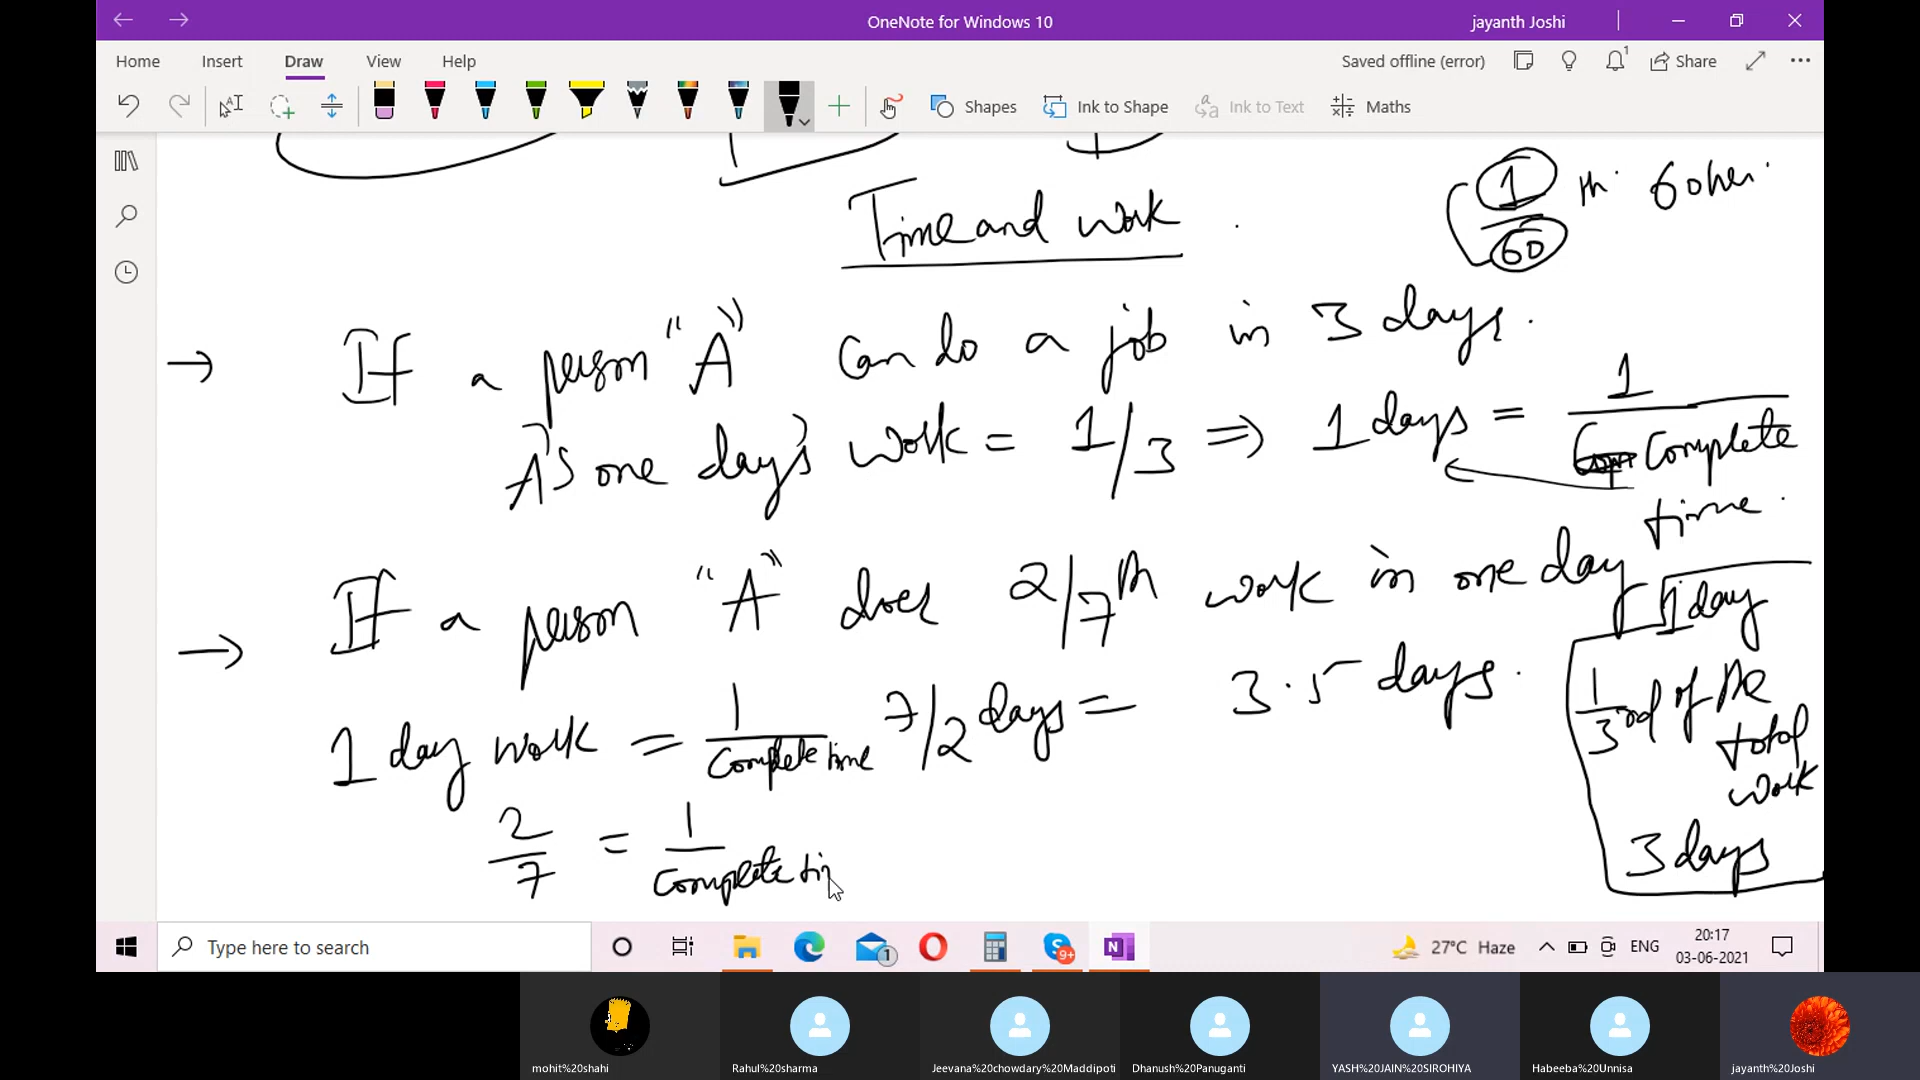 OneNote for Windows 10
jayanth Joshi
Home Insert Draw View Help
Saved offline (error) 1 Share
Shapes Ink to Shape Ink to Text Maths
Time and work
1/60 th
If a person "A" can do a job in 3 days.
A's one day's work = 1/3 ⇒ 1 days = 1/complete time.
If a person "A" does 2/7th work in one day
7/2 days = 3.5 days.
1 day work = 1/complete time
2/7 = 1/complete ti
1 day
1/3rd of the
total
work
3 days
Type here to search
1
9+
27°C Haze
ENG
20:17
03-06-2021
mohit%20shahi
Rahul%20sharma
Jeevana%20chowdary%20Maddipoti
Dhanush%20Panuganti
YASH%20JAIN%20SIROHIYA
Habeeba%20Unnisa
jayanth%20Joshi